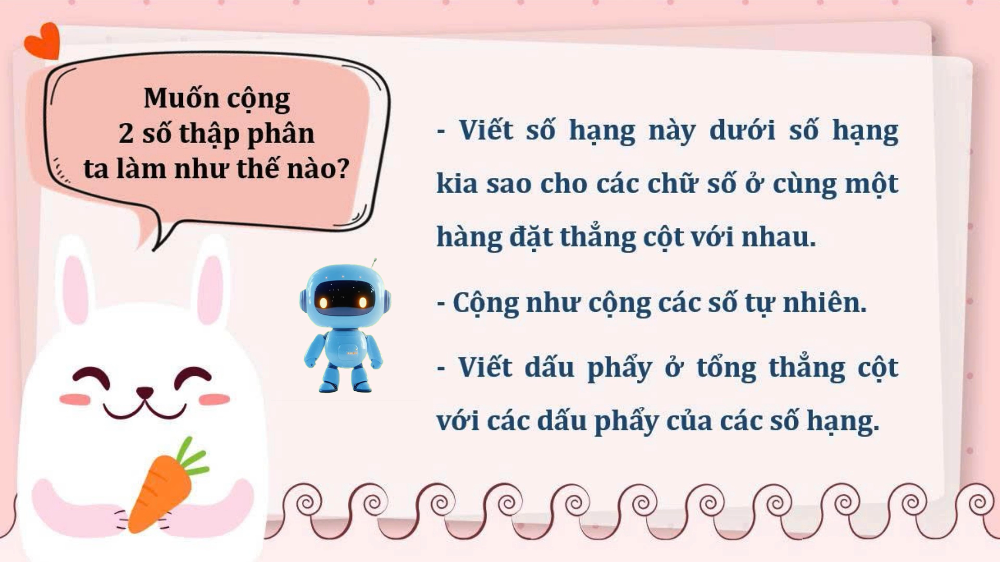 Muốn cộng
2 số thập phân
ta làm như thế nào?
- Viết số hạng này dưới số hạng
kia sao cho các chữ số ở cùng một
hàng đặt thẳng cột với nhau.
- Cộng như cộng các số tự nhiên.
- Viết dấu phẩy ở tổng thẳng cột
với các dấu phẩy của các số hạng.